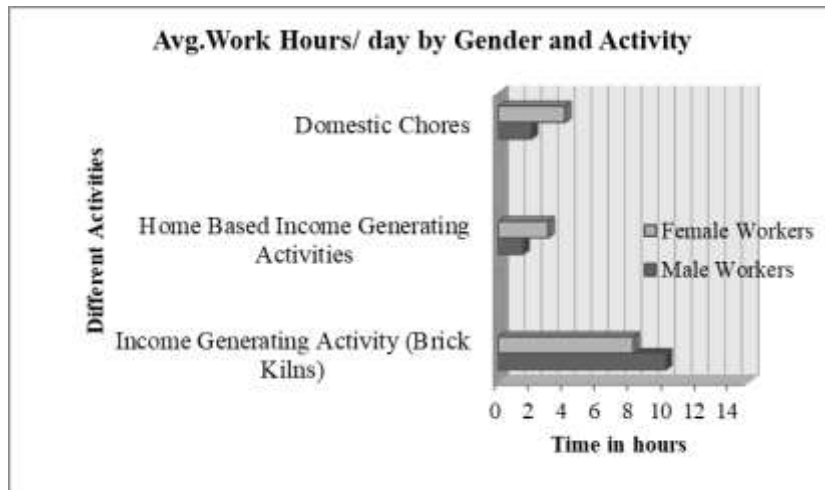 Avg.Work Hours/ day by Gender and Activity
Different Activities
Domestic Chores
Home Based Income Generating
Activities
Income Generating Activity (Brick
Kilns)
Female Workers
Male Workers
0 2 4 6 8 10 12 14
Time in hours